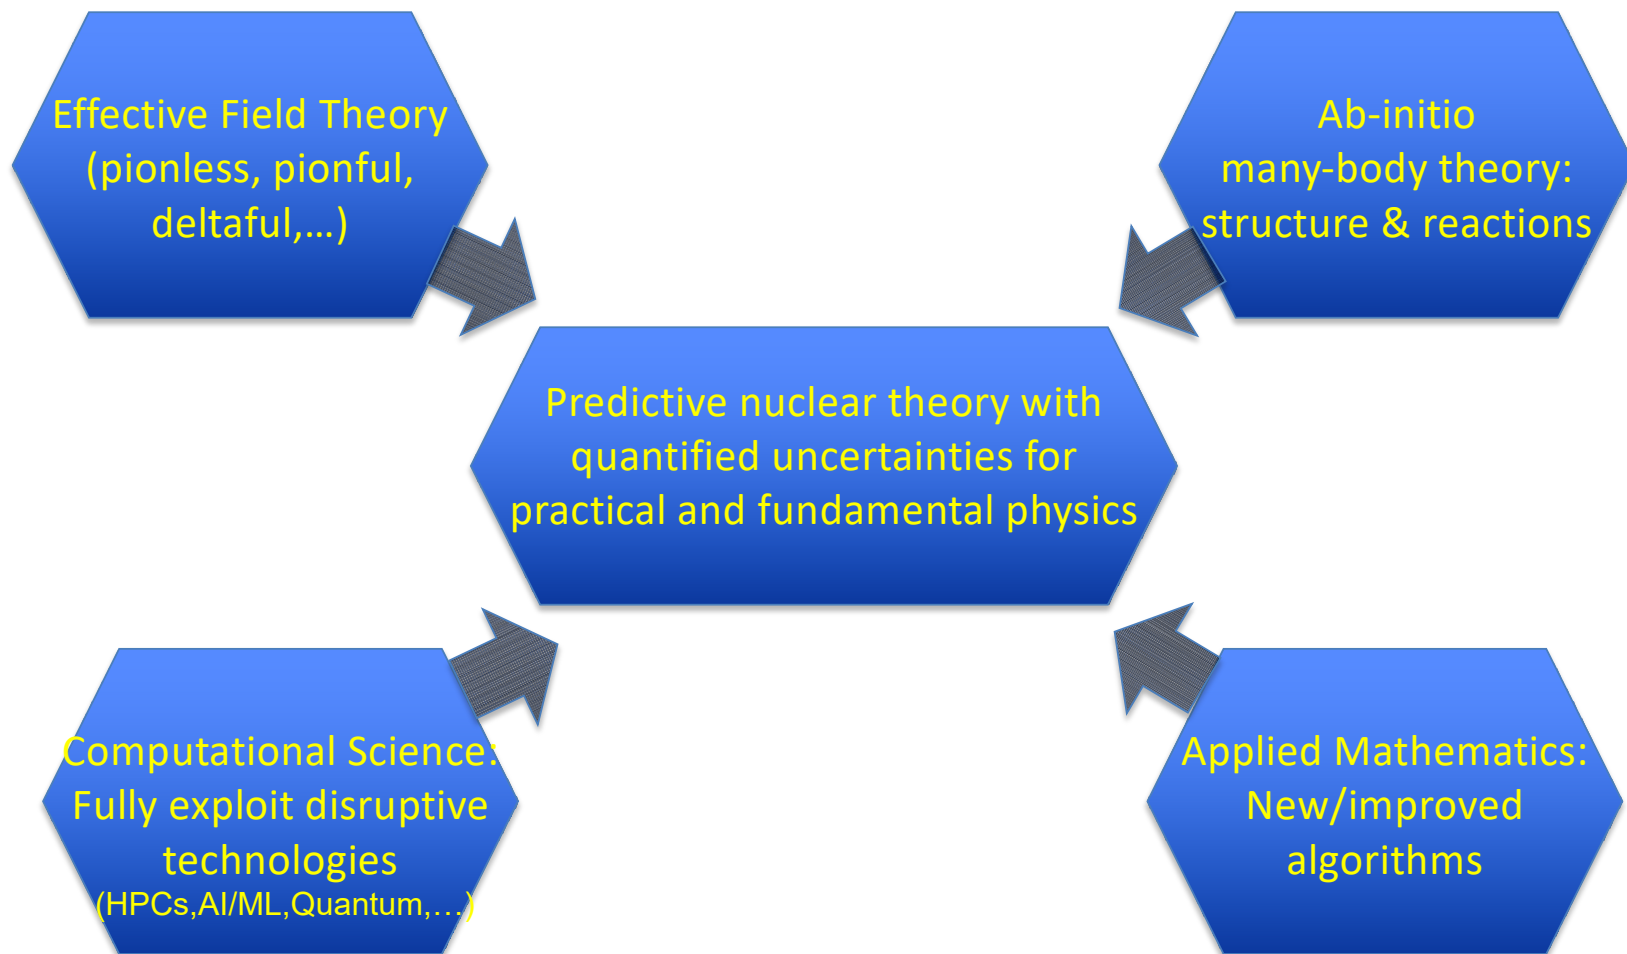 Effective Field Theory
(pionless, pionful,
deltaful,...)
Ab-initio
many-body theory:
structure & reactions
Predictive nuclear theory with
quantified uncertainties for
practical and fundamental physics
Computational Science:
Fully exploit disruptive
technologies
(HPCs,AI/ML,Quantum,...)
Applied Mathematics:
New/improved
algorithms